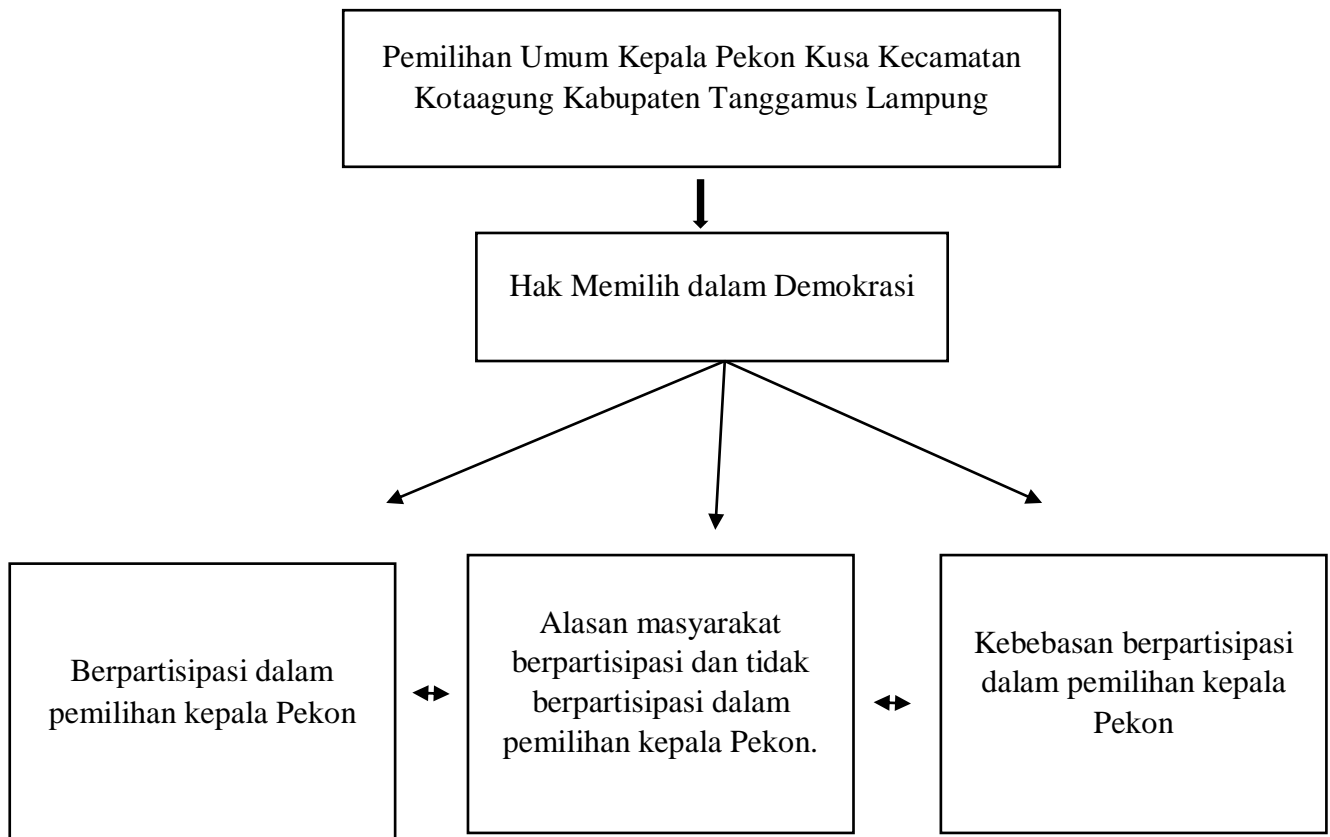 Pemilihan Umum Kepala Pekon Kusa Kecamatan
Kotaagung Kabupaten Tanggamus Lampung
Hak Memilih dalam Demokrasi
Berpartisipasi dalam
pemilihan kepala Pekon
Alasan masyarakat
berpartisipasi dan tidak
berpartisipasi dalam
pemilihan kepala Pekon.
Kebebasan berpartisipasi
dalam pemilihan kepala
Pekon